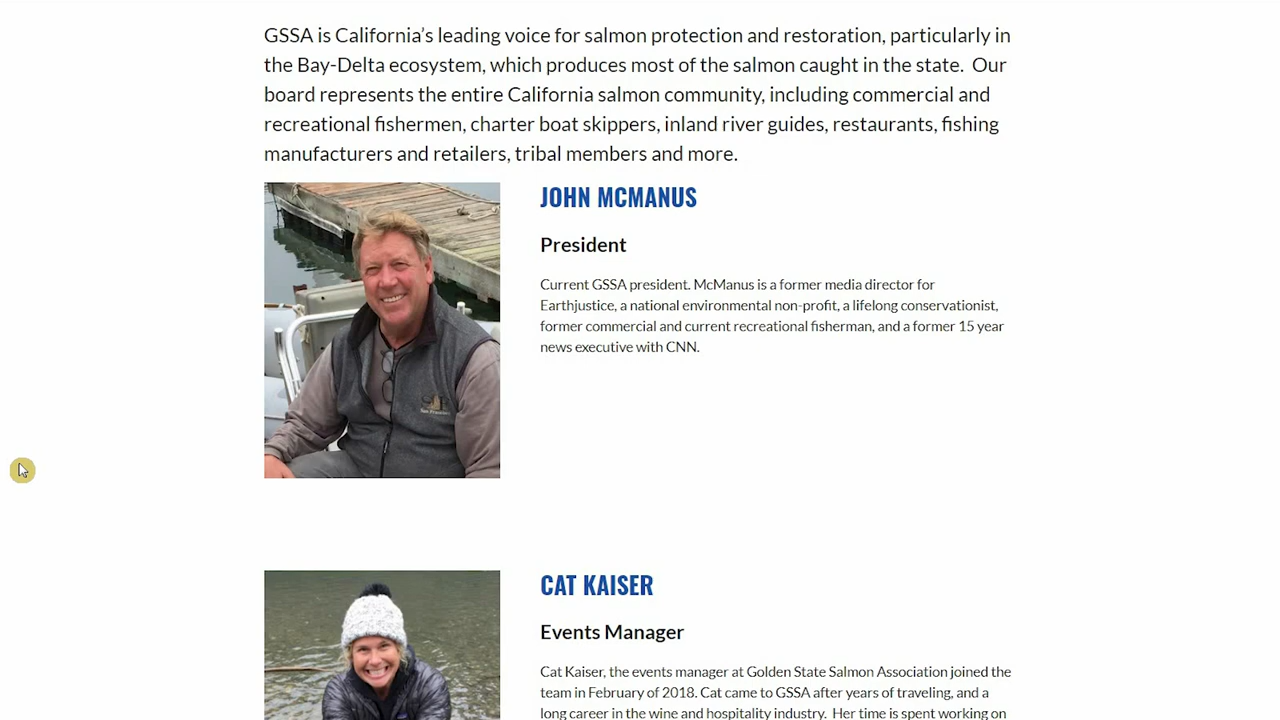 GSSA is California’s leading voice for salmon protection and restoration, particularly in
the Bay-Delta ecosystem, which produces most of the salmon caught in the state.  Our
board represents the entire California salmon community, including commercial and
recreational fishermen, charter boat skippers, inland river guides, restaurants, fishing
manufacturers and retailers, tribal members and more.
JOHN MCMANUS
President
Current GSSA president. McManus is a former media director for
Earthjustice, a national environmental non-profit, a lifelong conservationist,
former commercial and current recreational fisherman, and a former 15 year
news executive with CNN.
CAT KAISER
Events Manager
Cat Kaiser, the events manager at Golden State Salmon Association joined the
team in February of 2018. Cat came to GSSA after years of traveling, and a
long career in the wine and hospitality industry.  Her time is spent working on